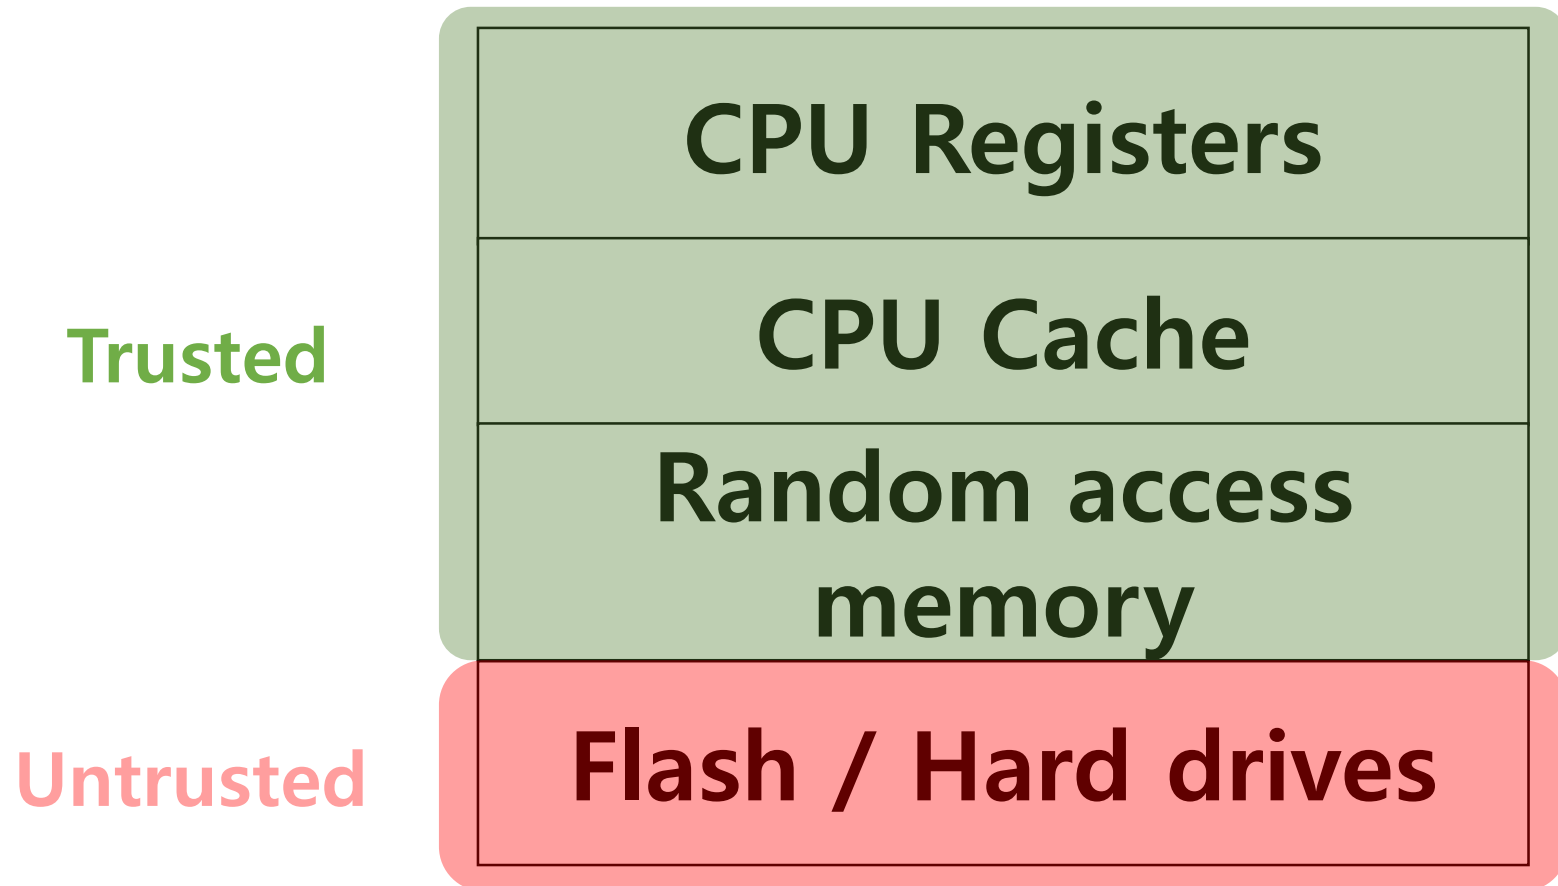 CPU Registers
CPU Cache
Trusted
Random access
memory
Flash / Hard drives
Untrusted